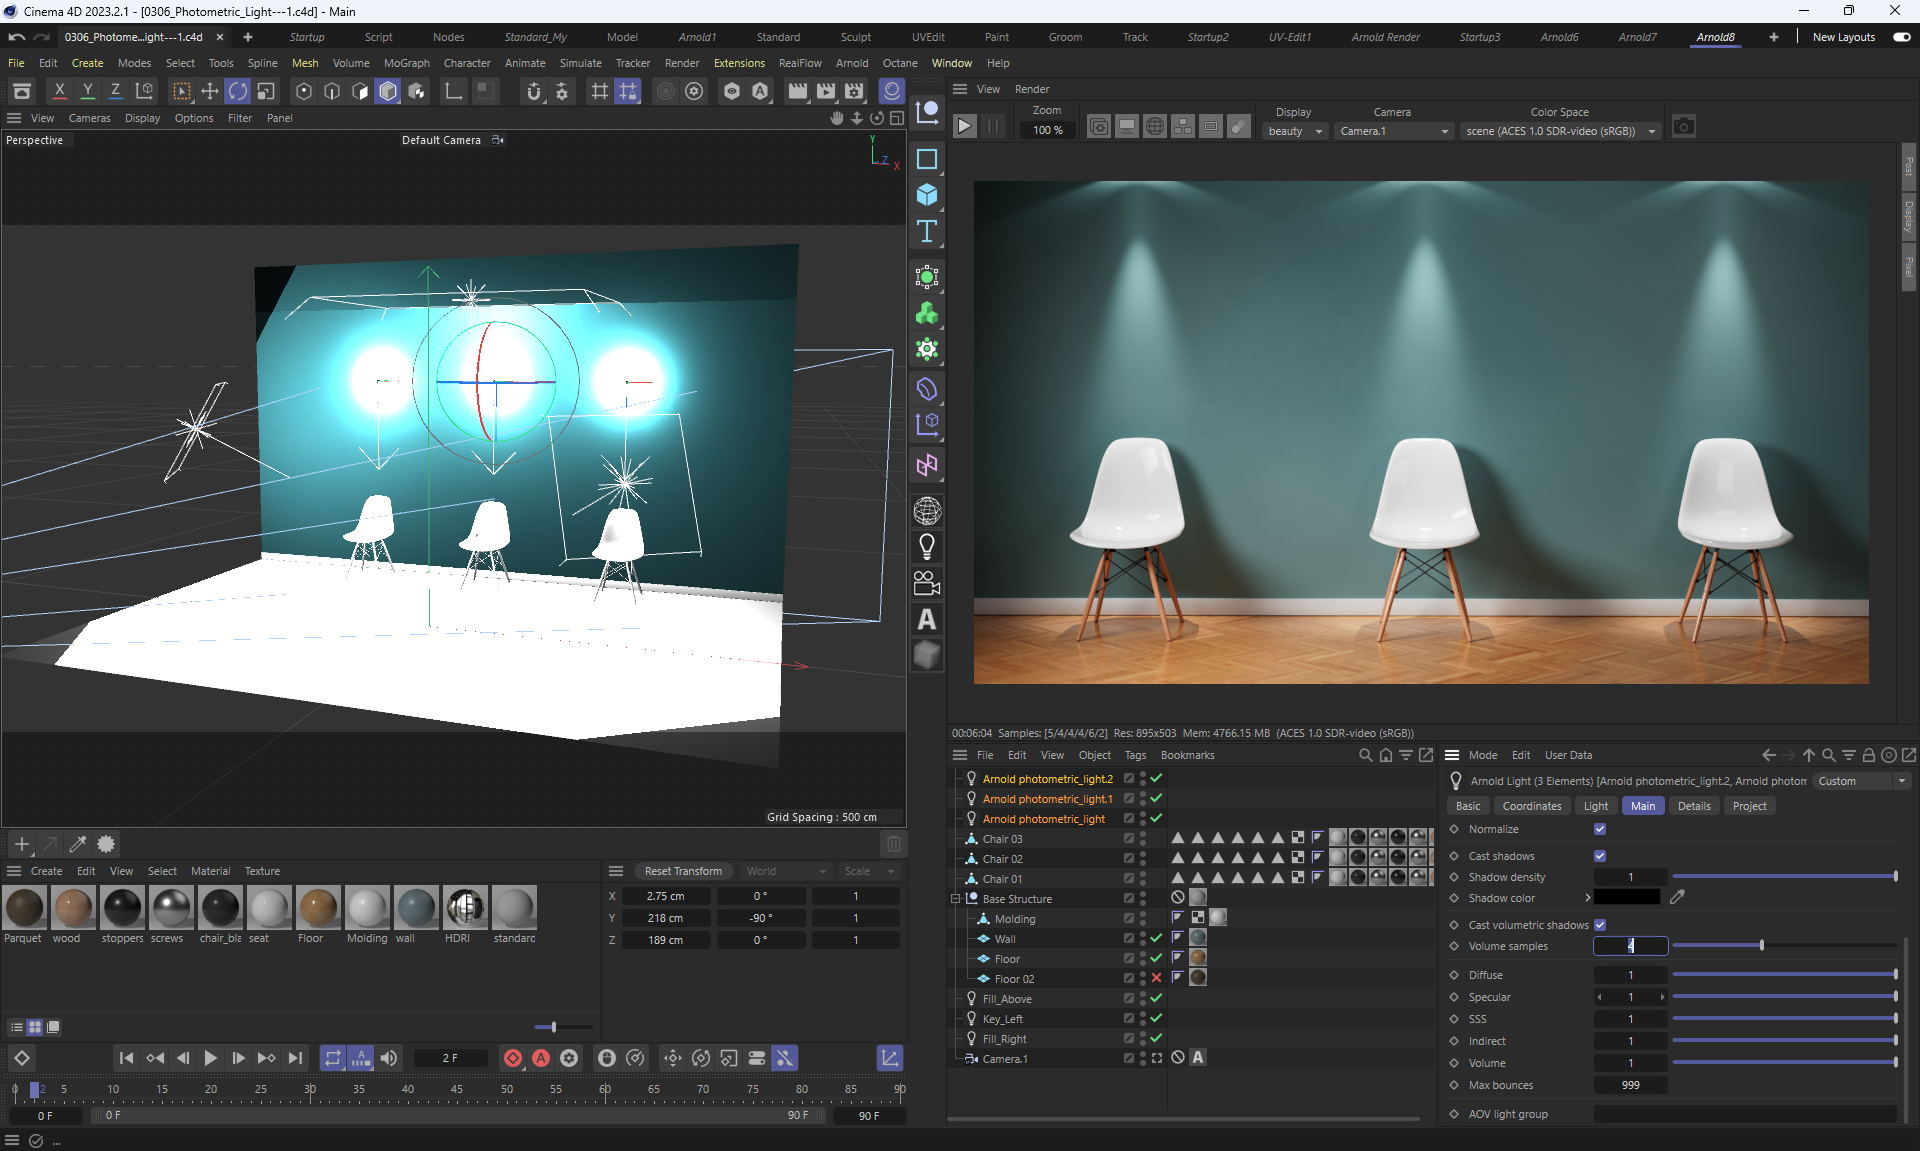 Cinema 4D 2023.2.1 - [0306_Photometric_Light---1.c4d] - Main
0306_Photome...ight---1.c4d × + Startup Script Nodes Standard_My Model Arnold1 Standard Sculpt UVEdit Paint Groom Track Startup2 UV-Edit1 Arnold Render Startup3 Arnold6 Arnold7 Arnold8 + New Layouts
File Edit Create Modes Select Tools Spline Mesh Volume MoGraph Character Animate Simulate Tracker Render Extensions RealFlow Arnold Octane Window Help
X Y Z
View Cameras Display Options Filter Panel
View Render
Zoom Display Camera Color Space
100 % beauty Camera.1 scene (ACES 1.0 SDR-video (sRGB))
Perspective Default Camera
Y
Z
X
Post
Display
Pixel
T
A
Grid Spacing : 500 cm
00:06:04 Samples: [5/4/4/4/6/2] Res: 895x503 Mem: 4766.15 MB (ACES 1.0 SDR-video (sRGB))
File Edit View Object Tags Bookmarks
Arnold photometric_light.2
Arnold photometric_light.1
Arnold photometric_light
Chair 03
Chair 02
Chair 01
Base Structure
Molding
Wall
Floor
Floor 02
Fill_Above
Key_Left
Fill_Right
Camera.1
A
Mode Edit User Data
Arnold Light (3 Elements) [Arnold photometric_light.2, Arnold photon Custom
Basic Coordinates Light Main Details Project
Normalize
Cast shadows
Shadow density 1
Shadow color
Cast volumetric shadows
Volume samples 4
Diffuse 1
Specular 1
SSS 1
Indirect 1
Volume 1
Max bounces 999
AOV light group
Create Edit View Select Material Texture
Parquet wood stoppers screws chair_bla seat Floor Molding wall HDRI standard
Reset Transform World Scale
X 2.75 cm 0 ° 1
Y 218 cm -90 ° 1
Z 189 cm 0 ° 1
2 F
0 2 5 10 15 20 25 30 35 40 45 50 55 60 65 70 75 80 85 90
0 F 0 F 90 F 90 F
...